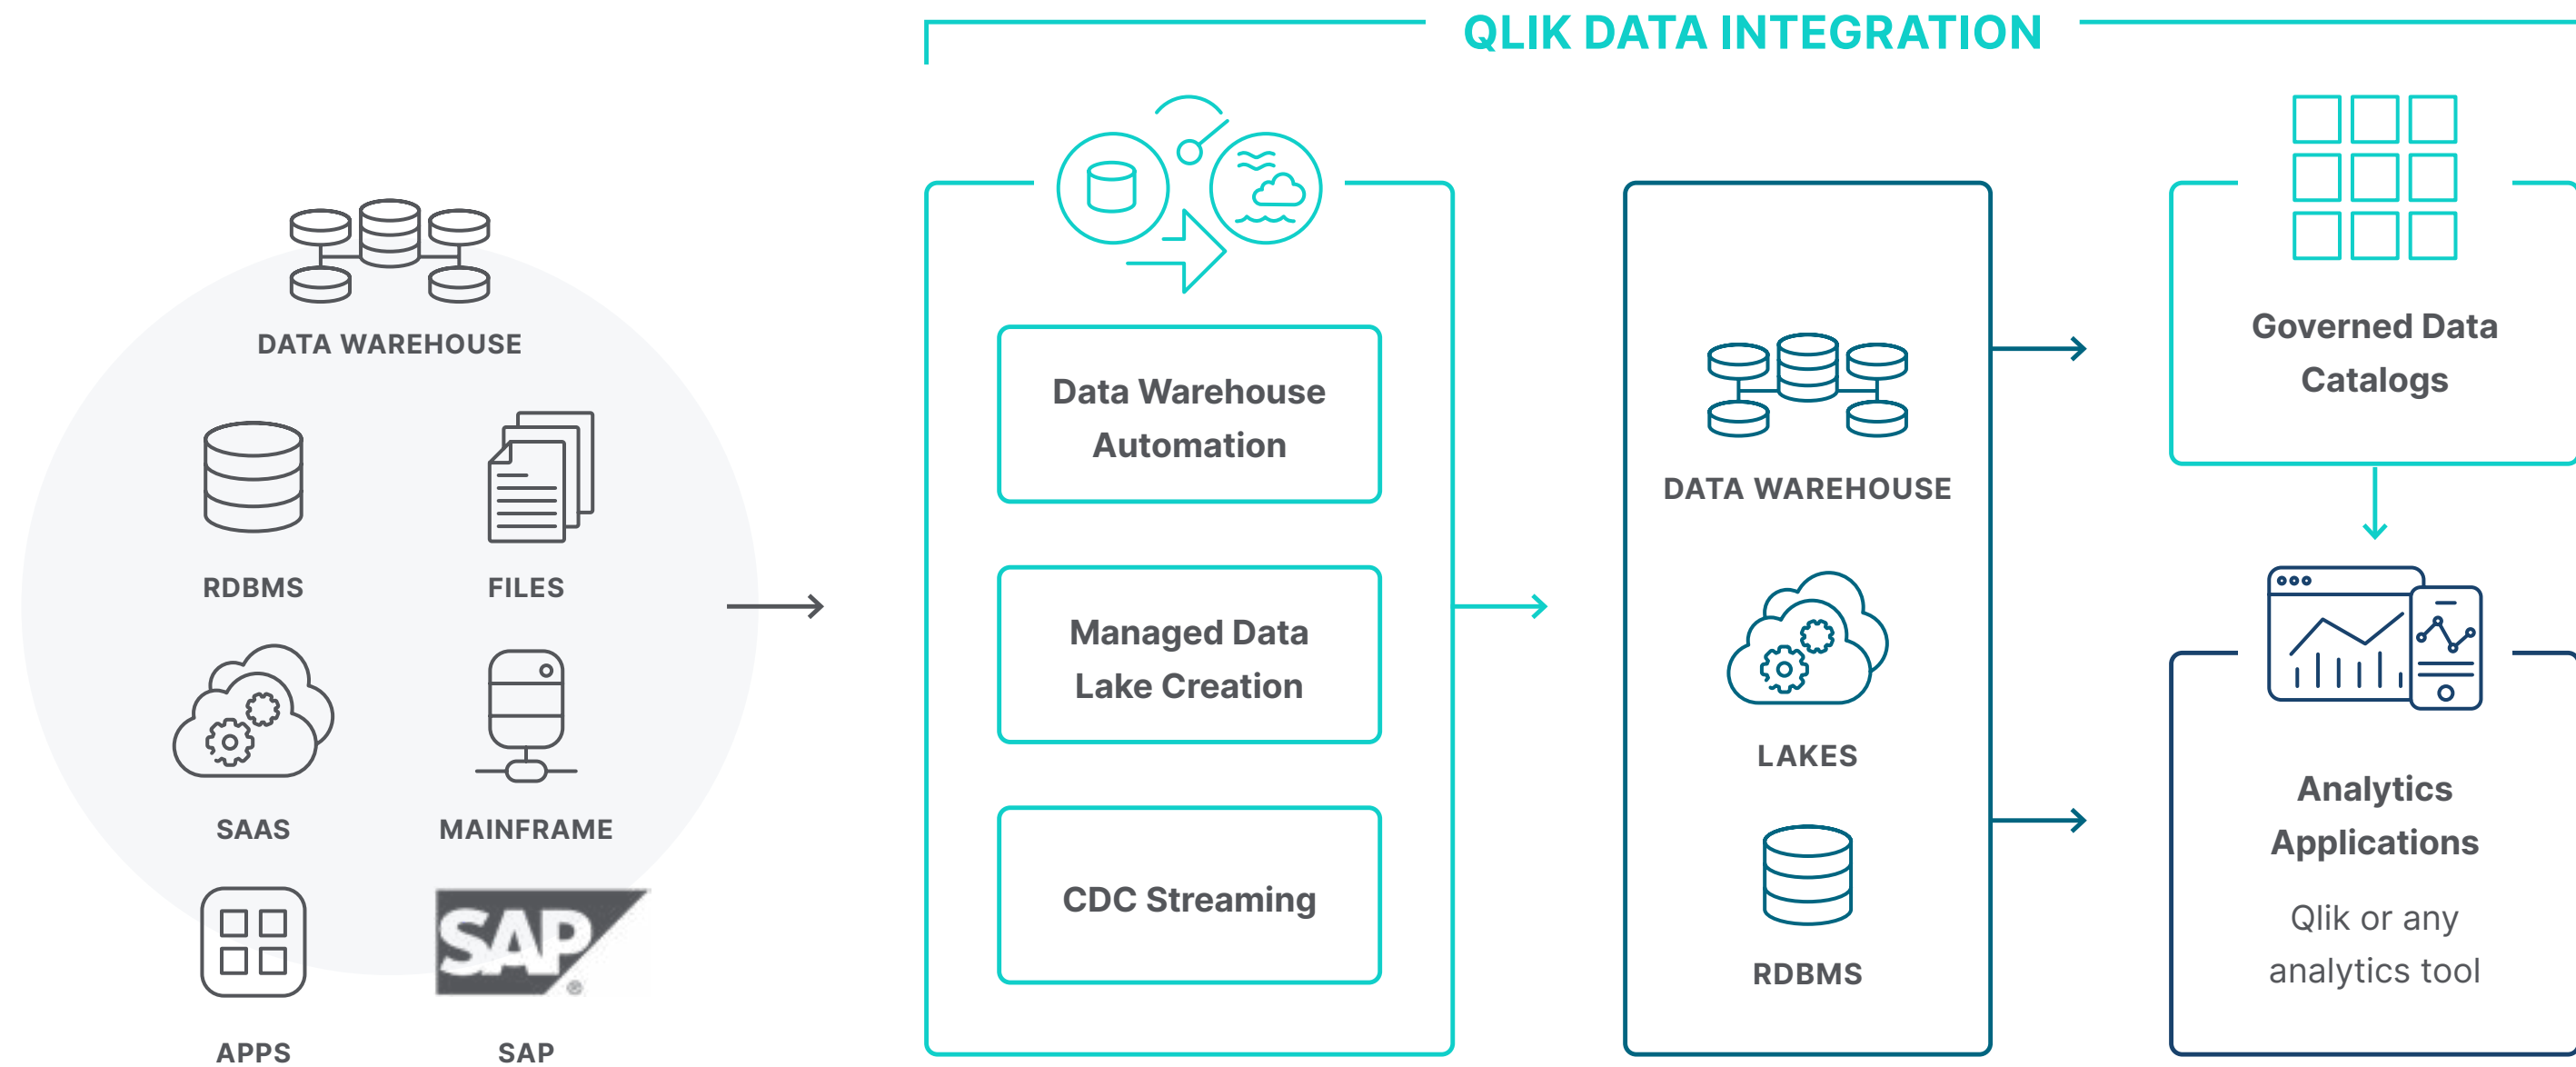 QLIK DATA INTEGRATION
DATA WAREHOUSE
RDBMS
FILES
SAAS
MAINFRAME
APPS
SAP
®
SAP
Data Warehouse
Automation
Managed Data
Lake Creation
CDC Streaming
DATA WAREHOUSE
LAKES
RDBMS
Governed Data
Catalogs
Analytics
Applications
Qlik or any
analytics tool